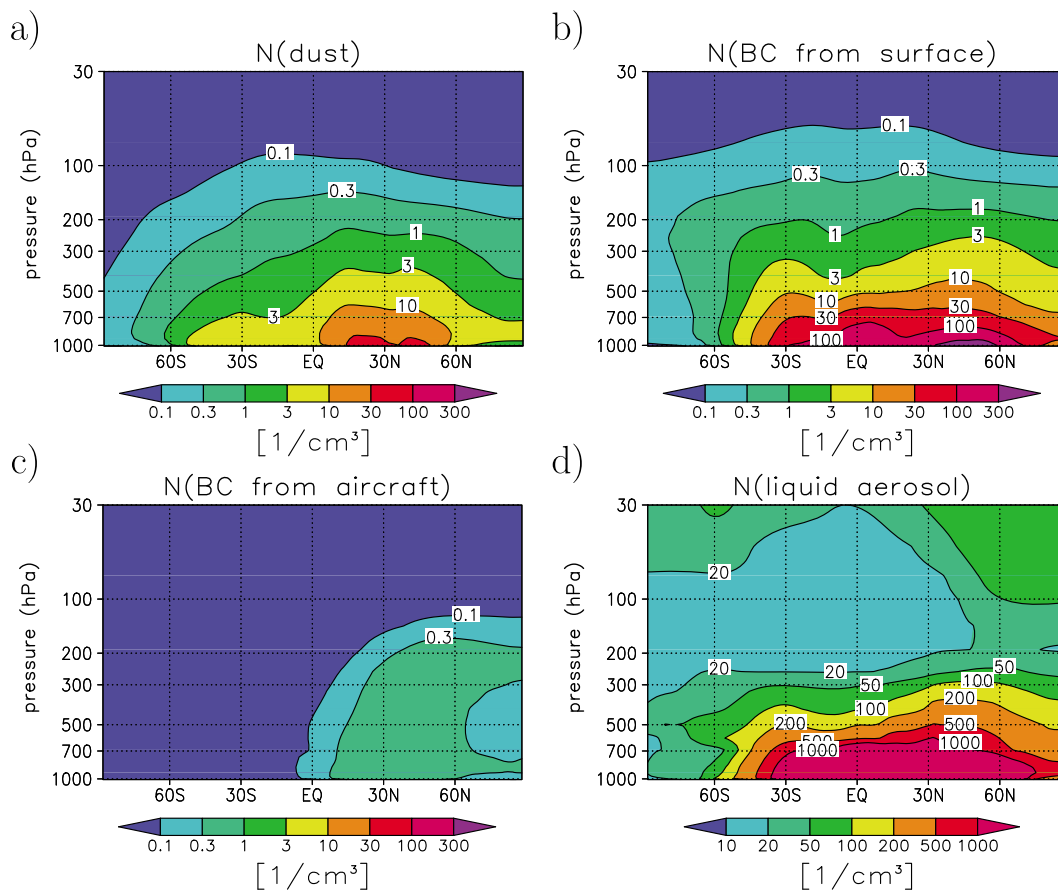 a)
N(dust)
30
100
200
300
500
700
1000
pressure (hPa)
0.1
0.3
1
3
3
10
60S 30S EQ 30N 60N
0.1 0.3 1 3 10 30 100 300
[1/cm³]
b)
N(BC from surface)
30
100
200
300
500
700
1000
pressure (hPa)
0.1
0.3 0.3
1 1
3 3
10 10
30 30
100 100
60S 30S EQ 30N 60N
0.1 0.3 1 3 10 30 100 300
[1/cm³]
c)
N(BC from aircraft)
30
100
200
300
500
700
1000
pressure (hPa)
0.1
0.3
60S 30S EQ 30N 60N
0.1 0.3 1 3 10 30 100 300
[1/cm³]
d)
N(liquid aerosol)
30
100
200
300
500
700
1000
pressure (hPa)
20
20 20 50
50 100
100 200
200 500
500 1000
1000
60S 30S EQ 30N 60N
10 20 50 100 200 500 1000
[1/cm³]